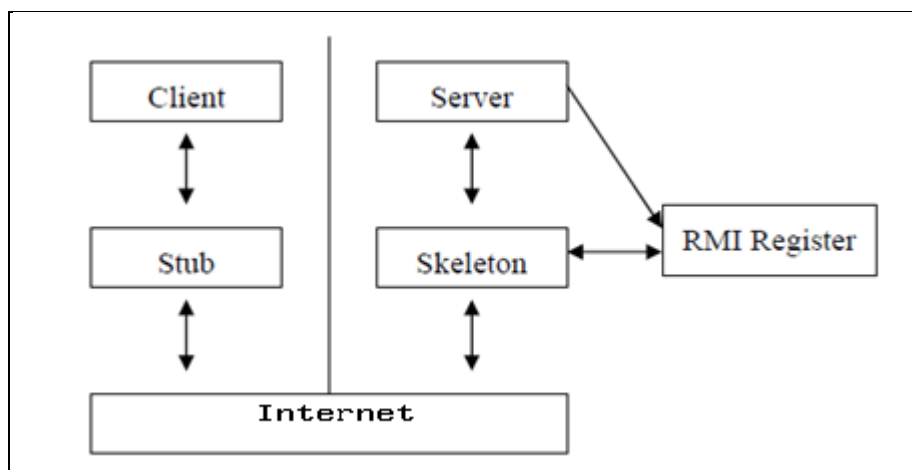 Client
Server
Stub
Skeleton
RMI Register
Internet